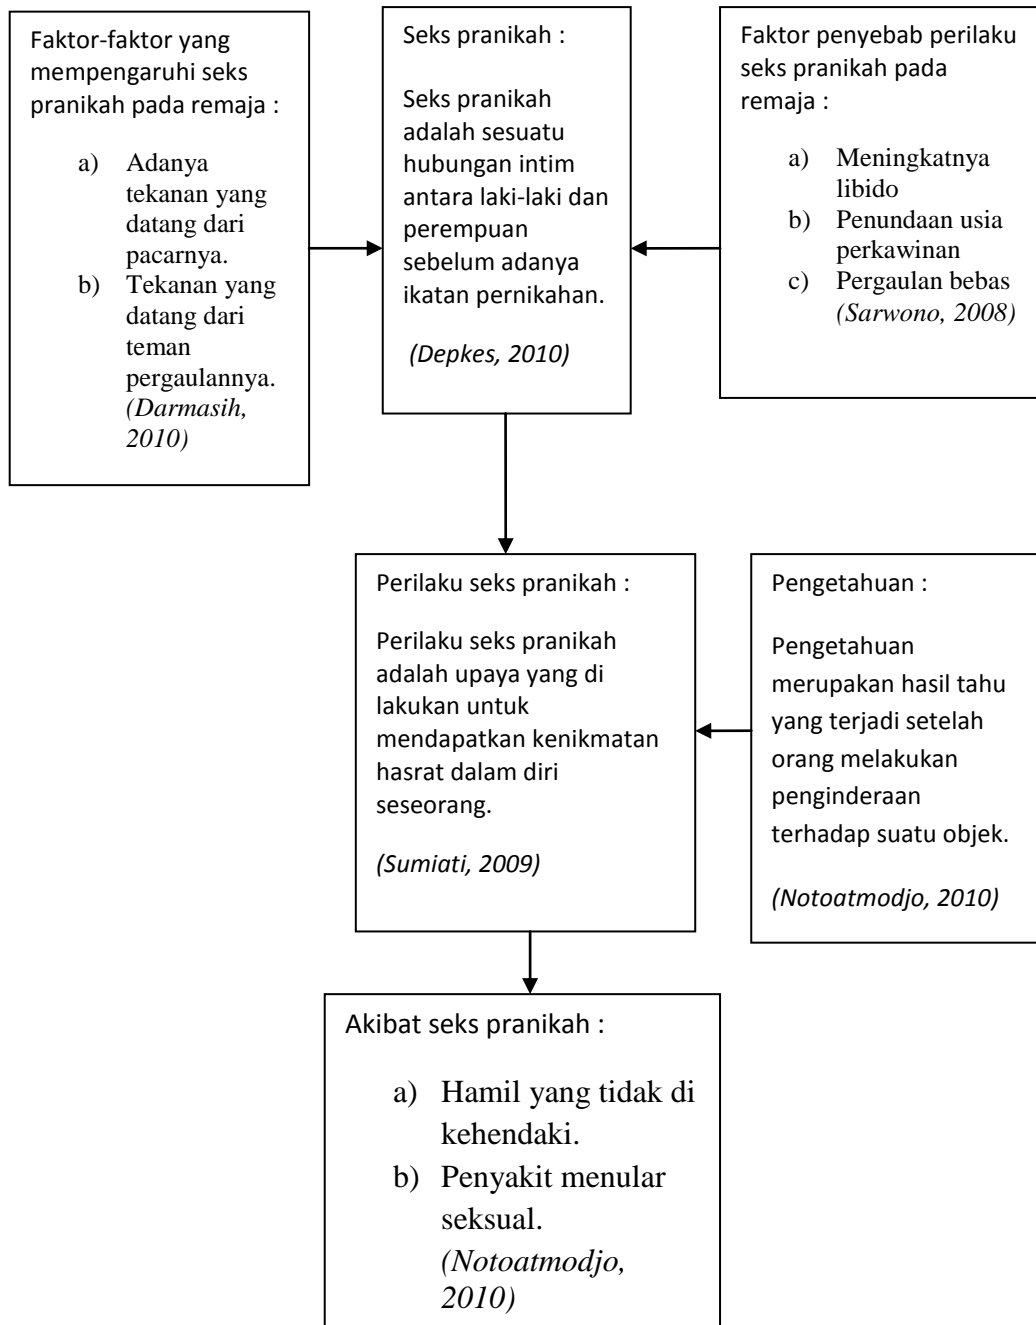 Faktor-faktor yang
mempengaruhi seks
pranikah pada remaja :
a) Adanya
tekanan yang
datang dari
pacarnya.
b) Tekanan yang
datang dari
teman
pergaulannya.
(Darmasih,
2010)
Seks pranikah :
Seks pranikah
adalah sesuatu
hubungan intim
antara laki-laki dan
perempuan
sebelum adanya
ikatan pernikahan.
(Depkes, 2010)
Faktor penyebab perilaku
seks pranikah pada
remaja :
a) Meningkatnya
libido
b) Penundaan usia
perkawinan
c) Pergaulan bebas
(Sarwono, 2008)
Perilaku seks pranikah :
Perilaku seks pranikah
adalah upaya yang di
lakukan untuk
mendapatkan kenikmatan
hasrat dalam diri
seseorang.
(Sumiati, 2009)
Pengetahuan :
Pengetahuan
merupakan hasil tahu
yang terjadi setelah
orang melakukan
penginderaan
terhadap suatu objek.
(Notoatmodjo, 2010)
Akibat seks pranikah :
a) Hamil yang tidak di
kehendaki.
b) Penyakit menular
seksual.
(Notoatmodjo,
2010)